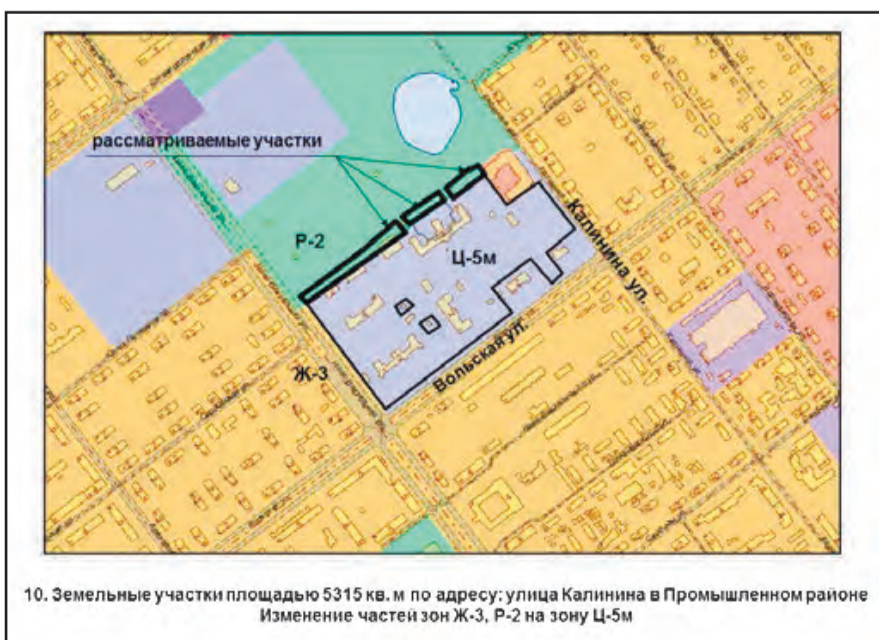 рассматриваемые участки
Р-2
Ц-5м
Калинина ул.
Ж-3
Вольская ул.
10. Земельные участки площадью 5315 кв. м по адресу: улица Калинина в Промышленном районе
Изменение частей зон Ж-3, Р-2 на зону Ц-5м